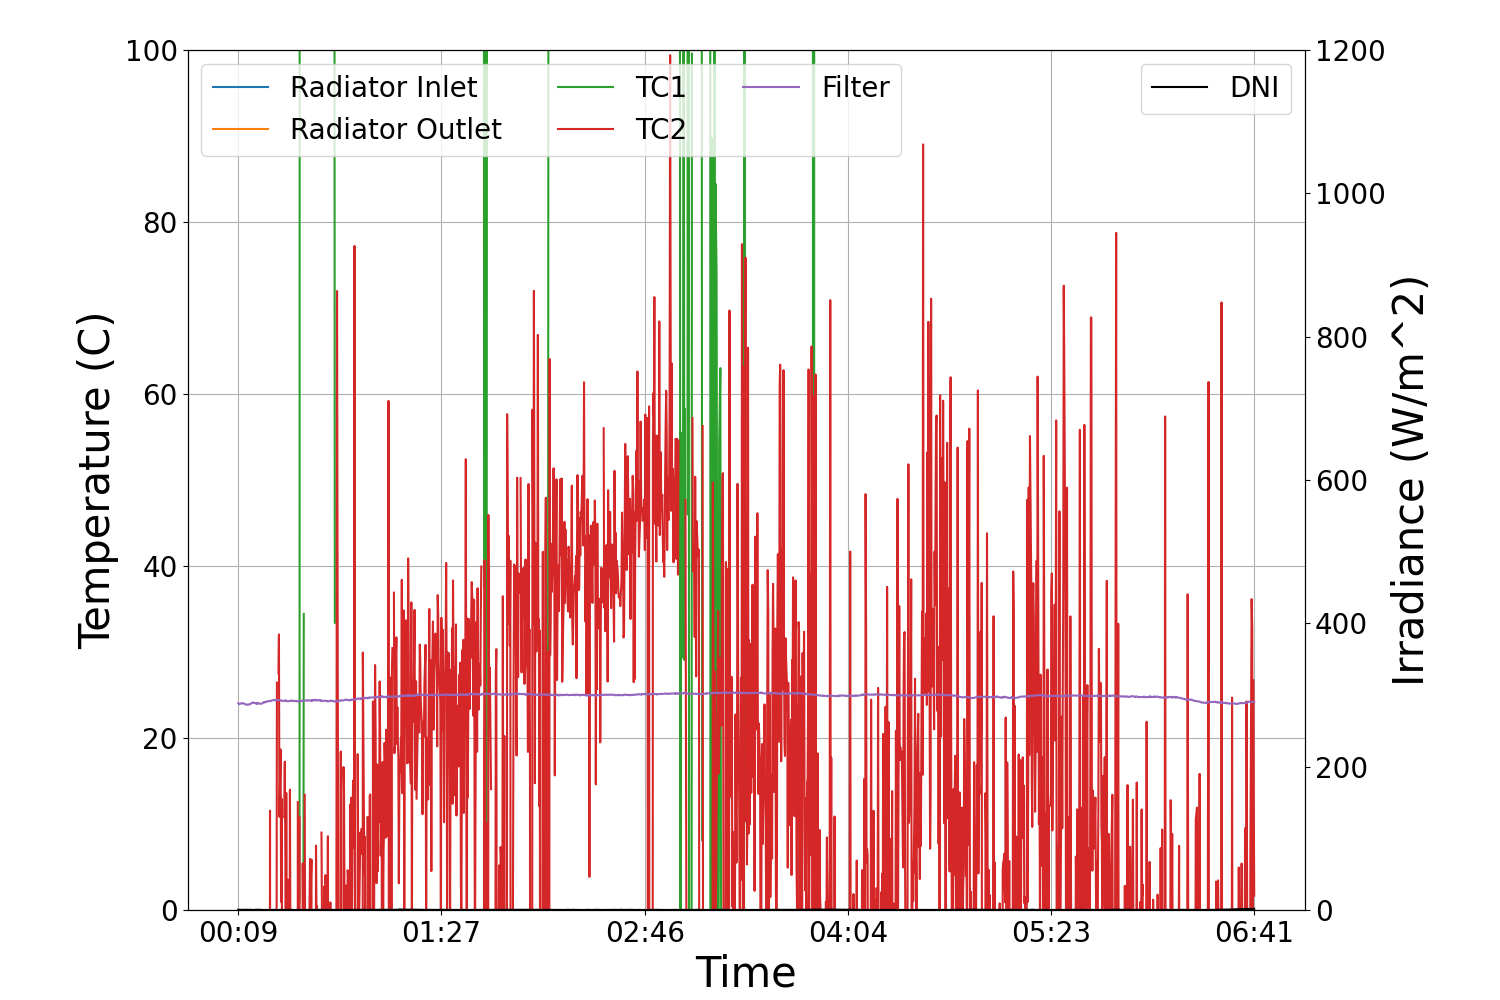 Radiator Inlet
Radiator Outlet
TC1
TC2
Filter
DNI
Temperature (C)
100
80
60
40
20
0
Irradiance (W/m^2)
1200
1000
800
600
400
200
0
00:09 01:27 02:46 04:04 05:23 06:41
Time